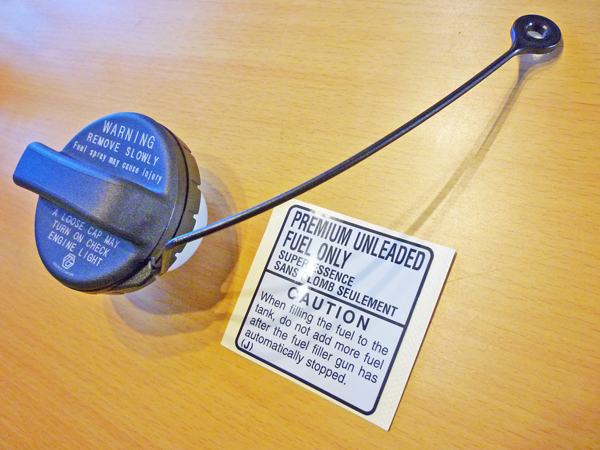 WARNING
REMOVE SLOWLY
Fuel spray may cause injury
A LOOSE CAP MAY
TURN ON CHECK
ENGINE LIGHT
PREMIUM UNLEADED
FUEL ONLY
SUPER ESSENCE
SANS PLOMB SEULEMENT
CAUTION
When filling the fuel to the
tank, do not add more fuel
after the fuel filler gun has
automatically stopped.
(J)